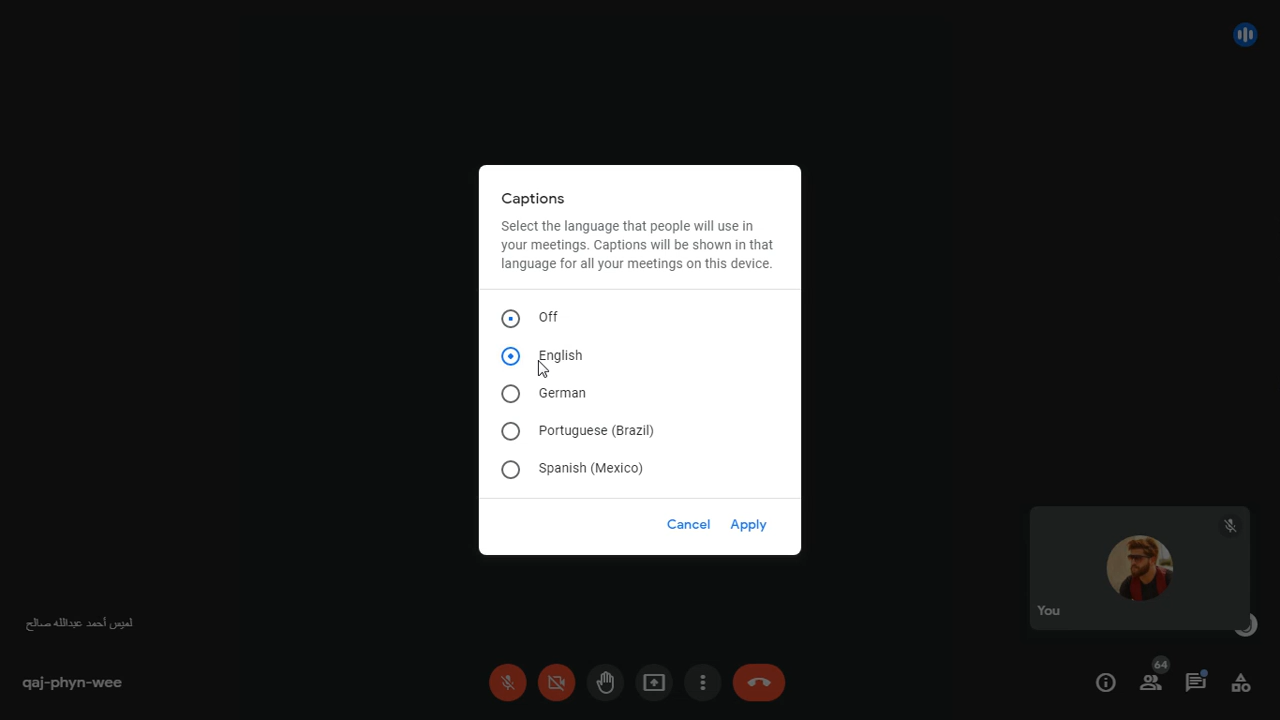 Captions
Select the language that people will use in
your meetings. Captions will be shown in that
language for all your meetings on this device.
Off
English
German
Portuguese (Brazil)
Spanish (Mexico)
Cancel
Apply
You
لميس أحمد عبدالله صالح
qaj-phyn-wee
64